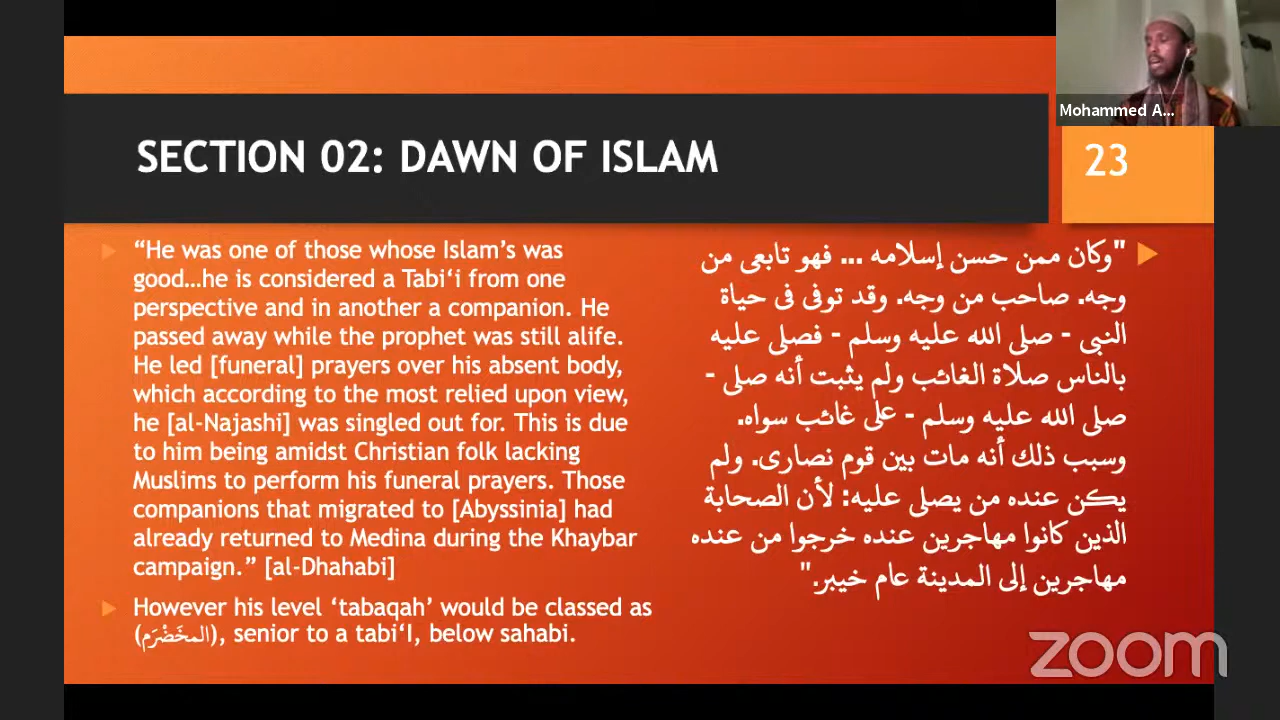 Mohammed A...
SECTION 02: DAWN OF ISLAM
23
“He was one of those whose Islam’s was
good…he is considered a Tabi‘i from one
perspective and in another a companion. He
passed away while the prophet was still alife.
He led [funeral] prayers over his absent body,
which according to the most relied upon view,
he [al-Najashi] was singled out for. This is due
to him being amidst Christian folk lacking
Muslims to perform his funeral prayers. Those
companions that migrated to [Abyssinia] had
already returned to Medina during the Khaybar
campaign.” [al-Dhahabi]
However his level ‘tabaqah’ would be classed as
(المخَضْرَم), senior to a tabi‘I, below sahabi.
"وكان ممن حسن إسلامه ... فهو تابعى من
وجه. صاحب من وجه. وقد توفى فى حياة
النبى - صلى الله عليه وسلم - فصلى عليه
بالناس صلاة الغائب ولم يثبت أنه صلى -
صلى الله عليه وسلم - على غائب سواه.
وسبب ذلك أنه مات بين قوم نصارى. ولم
يكن عنده من يصلى عليه: لأن الصحابة
الذين كانوا مهاجرين عنده خرجوا من عنده
مهاجرين إلى المدينة عام خيبر."
zoom